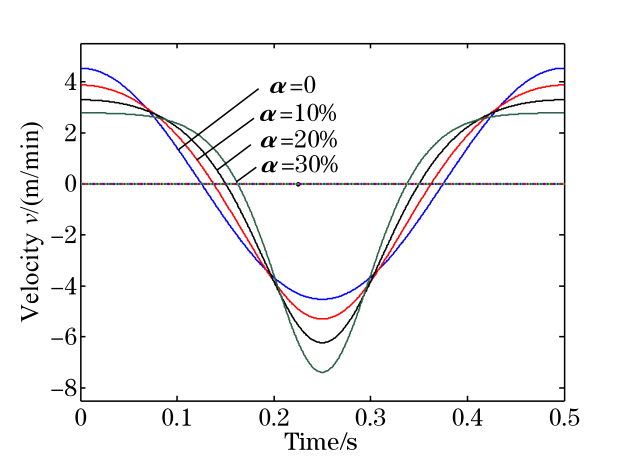 4
2
0
−2
−4
−6
−8
Velocity v/(m/min)
α=0
α=10%
α=20%
α=30%
0 0.1 0.2 0.3 0.4 0.5
Time/s